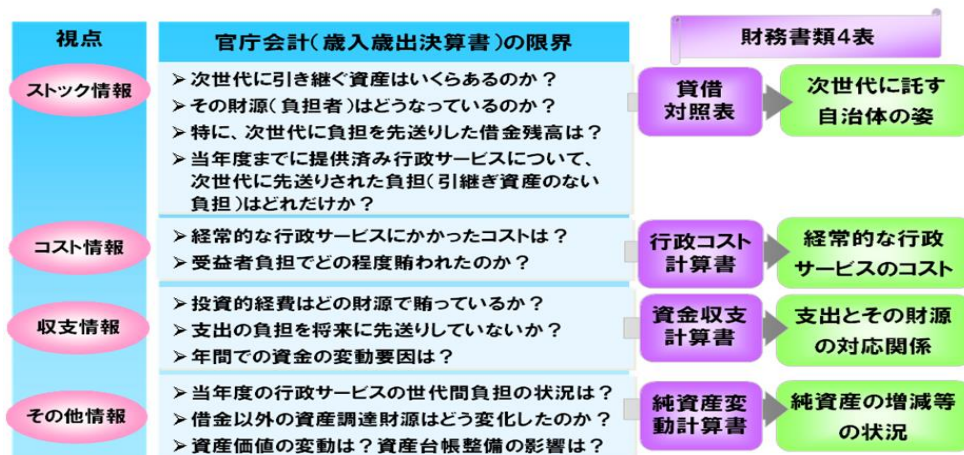 視点
官庁会計(歳入歳出決算書)の限界
財務書類4表
ストック情報
➢次世代に引き継ぐ資産はいくらあるのか？
➢その財源(負担者)はどうなっているのか？
➢特に、次世代に負担を先送りした借金残高は？
➢当年度までに提供済み行政サービスについて、
次世代に先送りされた負担(引継ぎ資産のない
負担)はどれだけか？
貸借
対照表
次世代に託す
自治体の姿
コスト情報
➢経常的な行政サービスにかかったコストは？
➢受益者負担でどの程度賄われたのか？
行政コスト
計算書
経常的な行政
サービスのコスト
収支情報
➢投資的経費はどの財源で賄っているか？
➢支出の負担を将来に先送りしていないか？
➢年間での資金の変動要因は？
資金収支
計算書
支出とその財源
の対応関係
その他情報
➢当年度の行政サービスの世代間負担の状況は？
➢借金以外の資産調達財源はどう変化したのか？
➢資産価値の変動は？資産台帳整備の影響は？
純資産変
動計算書
純資産の増減等
の状況